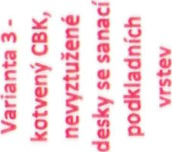 Varianta 3 -
kotvený CBK,
nevyztužené
desky se sanací
podkladních
vrstev